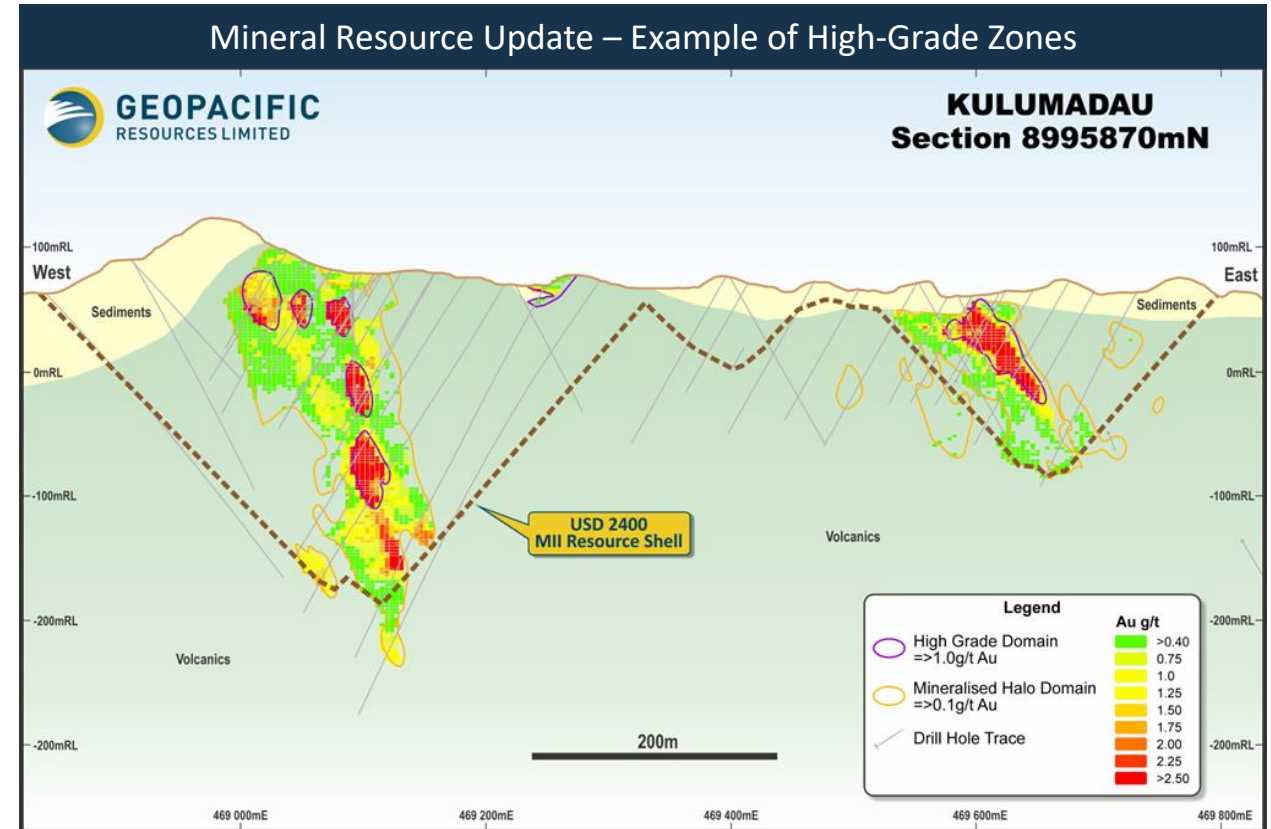 Mineral Resource Update – Example of High-Grade Zones
GEOPACIFIC
RESOURCES LIMITED
KULUMADAU
Section 8995870mN
100mRL
100mRL
West
East
Sediments
Sediments
0mRL
0mRL
-100mRL
-100mRL
USD 2400
MII Resource Shell
Volcanics
Volcanics
-200mRL
-200mRL
Legend
Au g/t
High Grade Domain
=>1.0g/t Au
Mineralised Halo Domain
=>0.1g/t Au
Drill Hole Trace
>0.40
0.75
1.0
1.25
1.50
1.75
2.00
2.25
>2.50
-200mRL
-200mRL
200m
469 000mE
469 200mE
469 400mE
469 600mE
469 800mE